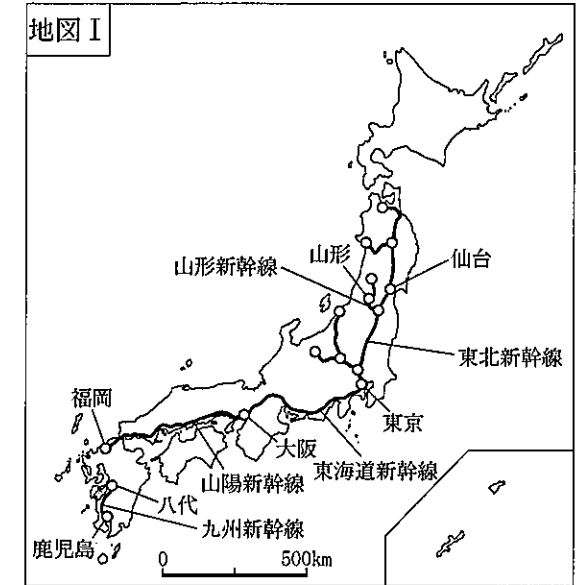 地図Ⅰ
山形新幹線
山形
仙台
東北新幹線
福岡
東京
大阪
東海道新幹線
山陽新幹線
八代
九州新幹線
鹿児島
0 500km